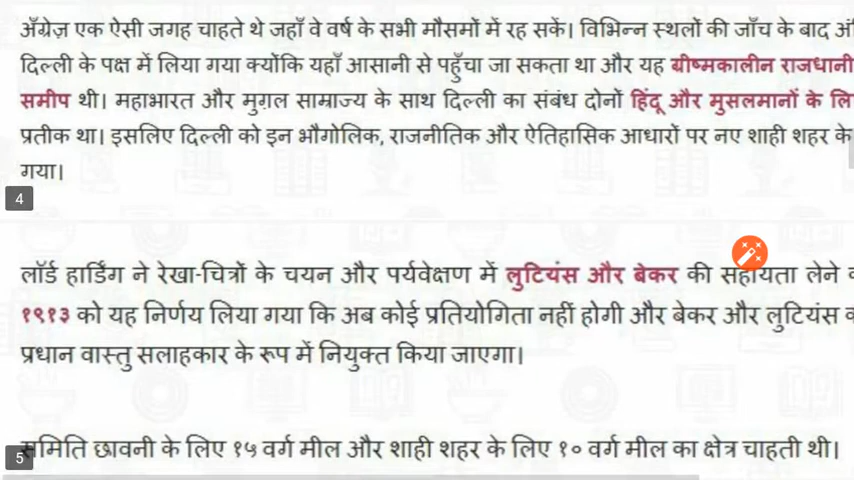 अँग्रेज़ एक ऐसी जगह चाहते थे जहाँ वे वर्ष के सभी मौसमों में रह सकें। विभिन्न स्थलों की जाँच के बाद
दिल्ली के पक्ष में लिया गया क्योंकि यहाँ आसानी से पहुँचा जा सकता था और यह ग्रीष्मकालीन राजधानी
समीप थी। महाभारत और मुग़ल साम्राज्य के साथ दिल्ली का संबंध दोनों हिंदू और मुसलमानों के
प्रतीक था। इसलिए दिल्ली को इन भौगोलिक, राजनीतिक और ऐतिहासिक आधारों पर नए शाही शहर के
गया।
4
लॉर्ड हार्डिंग ने रेखा-चित्रों के चयन और पर्यवेक्षण में लुटियंस और बेकर की सहायता लेने
१९१३ को यह निर्णय लिया गया कि अब कोई प्रतियोगिता नहीं होगी और बेकर और लुटियंस
प्रधान वास्तु सलाहकार के रूप में नियुक्त किया जाएगा।
समिति छावनी के लिए १५ वर्ग मील और शाही शहर के लिए १० वर्ग मील का क्षेत्र चाहती थी।
5